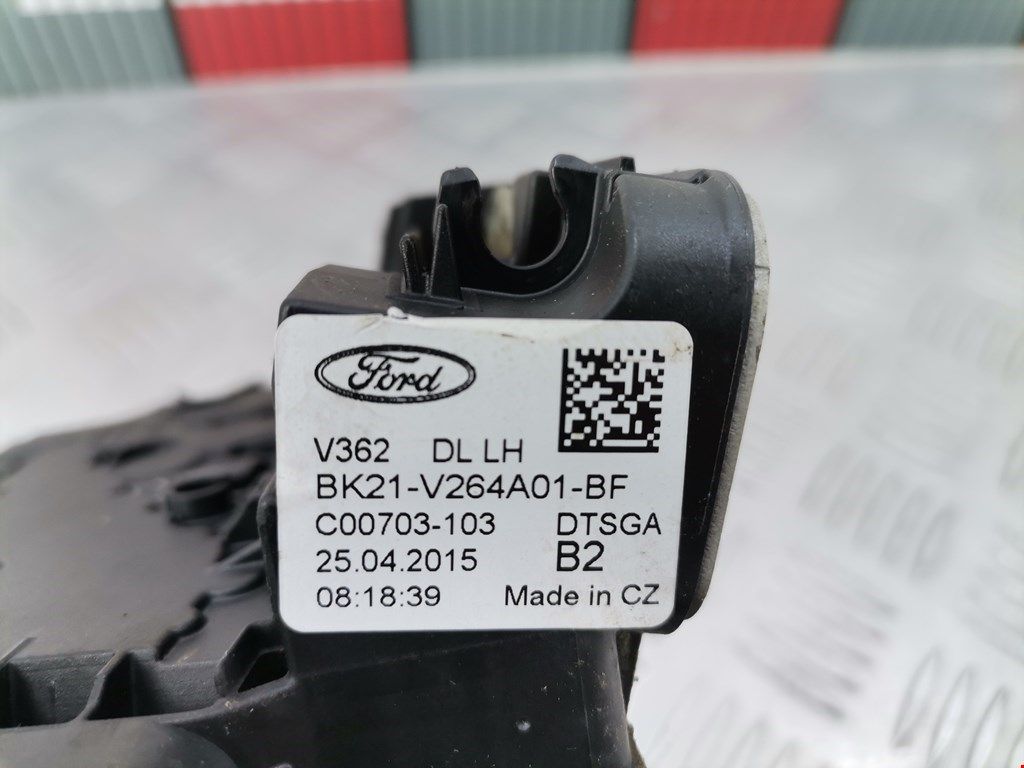 Ford
V362 DL LH
BK21-V264A01-BF
C00703-103 DTSGA
25.04.2015 B2
08:18:39 Made in CZ